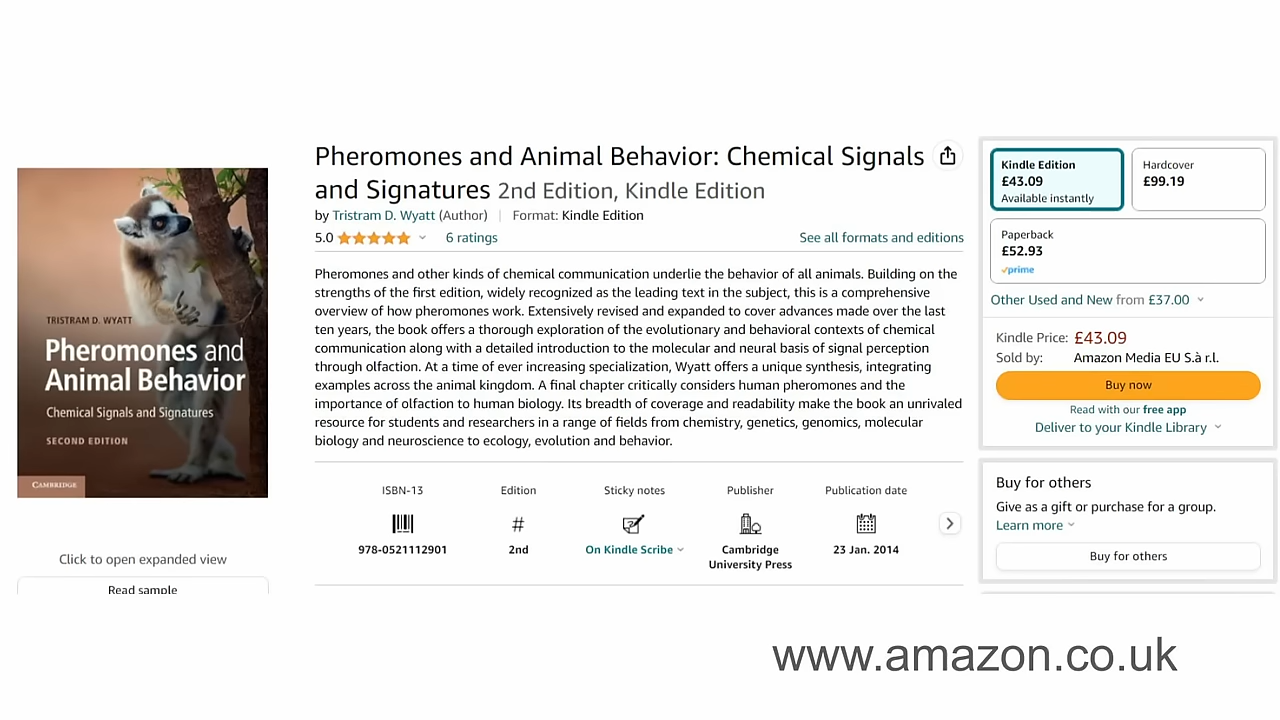 TRISTRAM D. WYATT
Pheromones and
Animal Behavior
Chemical Signals and Signatures
SECOND EDITION
CAMBRIDGE
Click to open expanded view
Read sample
Pheromones and Animal Behavior: Chemical Signals
and Signatures 2nd Edition, Kindle Edition
by Tristram D. Wyatt (Author) | Format: Kindle Edition
5.0 6 ratings See all formats and editions
Pheromones and other kinds of chemical communication underlie the behavior of all animals. Building on the
strengths of the first edition, widely recognized as the leading text in the subject, this is a comprehensive
overview of how pheromones work. Extensively revised and expanded to cover advances made over the last
ten years, the book offers a thorough exploration of the evolutionary and behavioral contexts of chemical
communication along with a detailed introduction to the molecular and neural basis of signal perception
through olfaction. At a time of ever increasing specialization, Wyatt offers a unique synthesis, integrating
examples across the animal kingdom. A final chapter critically considers human pheromones and the
importance of olfaction to human biology. Its breadth of coverage and readability make the book an unrivaled
resource for students and researchers in a range of fields from chemistry, genetics, genomics, molecular
biology and neuroscience to ecology, evolution and behavior.
ISBN-13 Edition Sticky notes Publisher Publication date
#
978-0521112901 2nd On Kindle Scribe Cambridge 23 Jan. 2014
University Press
Kindle Edition Hardcover
£43.09 £99.19
Available instantly
Paperback
£52.93
prime
Other Used and New from £37.00
Kindle Price: £43.09
Sold by: Amazon Media EU S.à r.l.
Buy now
Read with our free app
Deliver to your Kindle Library
Buy for others
Give as a gift or purchase for a group.
Learn more
Buy for others
www.amazon.co.uk